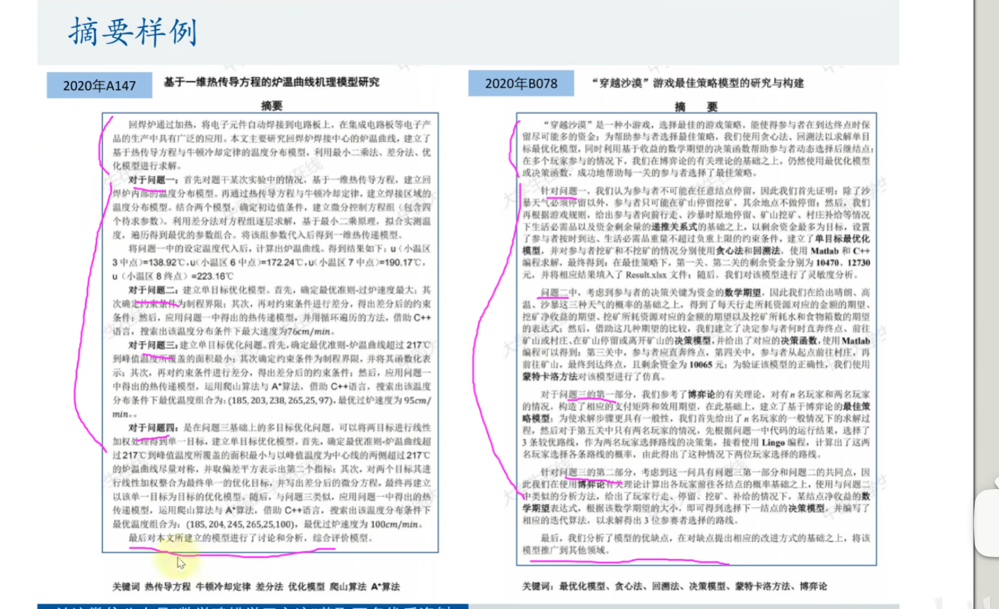 摘要样例
2020年A147
基于一维热传导方程的炉温曲线机理模型研究
摘要
回焊炉通过加热，将电子元件自动焊接到电路板上，在集成电路板等电子产
品的生产中具有广泛的应用。本文主要研究回焊炉焊接中心的炉温曲线，建立了
基于热传导方程与牛顿冷却定律的温度分布模型，利用最小二乘法、差分法、优
化模型进行求解。
对于问题一：首先对题干某次实验中的情况，基于一维热传导方程，建立回
焊炉内部的温度分布模型。再通过热传导方程与牛顿冷却定律，建立焊接区域的
温度分布模型。结合两个模型，确定初边值条件，建立微分控制方程组（包含四
个待求参数）。利用差分法对方程组逐层求解，基于最小二乘原理，拟合实测温
度，遍历得到最优的参数组合。将该组参数代入后得到一维热传递模型。
将问题一中的设定温度代入后，计算出炉温曲线。得到结果如下：u（小温区
3 中点）=138.92℃,u（小温区 6 中点）=172.24℃,u（小温区 7 中点）=190.17℃,
u（小温区 8 终点）=223.16℃
对于问题二：建立单目标优化模型。首先，确定最优准则-过炉速度最大；其
次确定约束条件为制程界限；其次，再对约束条件进行差分，得出差分后的约束
条件；然后，应用问题一中得出的热传递模型，并用循环遍历的方法，借助 C++
语言，搜索出该温度分布条件下最大速度为76cm/min。
对于问题三：建立单目标优化问题。首先，确定最优准则-炉温曲线超过 217℃
到峰值温度所覆盖的面积最小；其次确定约束条件为制程界限，并将其函数化表
示；其次，再对约束条件进行差分，得出差分后的约束条件；然后，应用问题一
中得出的热传递模型，运用爬山算法与 A*算法，借助 C++语言，搜索出该温度
分布条件下最优温度组合为：(185, 203, 238, 265,25, 97)，最优过炉速度为 95cm/
min。。
对于问题四：是在问题三基础上的多目标优化问题，可以将两目标进行线性
加权处理得到单一目标，建立单目标优化模型。首先，确定最优准则-炉温曲线超
过217℃到峰值温度所覆盖的面积最小与以峰值温度为中心线的两侧超过217℃
的炉温曲线尽量对称，并取偏差平方表示出第二个指标；其次，对两个目标其进
行线性加权整合为最终单一的优化目标，并写出差分后的微分方程，最终再建立
以该单一目标为目标的优化模型。随后，与问题三类似，应用问题一中得出的热
传递模型，运用爬山算法与 A*算法，借助 C++语言，搜索出该温度分布条件下
最优温度组合为：(185, 204, 245, 265,25,100)，最优过炉速度为 100cm/min。
最后对本文所建立的模型进行了讨论和分析，综合评价模型。
关键词 热传导方程 牛顿冷却定律 差分法 优化模型 爬山算法 A*算法
2020年B078
“穿越沙漠”游戏最佳策略模型的研究与构建
摘 要
“穿越沙漠”是一种小游戏，选择最佳的游戏策略，能使得参与者在到达终点时保
留尽可能多的资金；为帮助参与者选择最佳策略，我们使用贪心法、回溯法以求解单目
标最优化模型，同时利用基于收益的数学期望的决策函数帮助参与者动态选择后继结点；
在多个玩家参与的情况下，我们在博弈论的有关理论的基础之上，仍然使用最优化模型
或决策函数，成功地帮助每一关的参与者选择了最佳策略。
针对问题一，我们认为参与者不可能在任意结点停留，因此我们首先证明：除了沙
暴天气必须停留以外，参与者只可能在矿山停留挖矿，其余地点不做停留；然后，我们
再根据游戏规则，给出参与者向前行走、沙暴时原地停留、矿山挖矿、村庄补给等情况
下生活必需品以及资金剩余量的递推关系式的基础之上，以剩余资金最多为目标，设置
了参与者按时到达、生活必需品重量不超过负重上限的约束条件，建立了单目标最优化
模型，并对参与者挖矿和不挖矿的情况分别使用贪心法和回溯法，使用 Matlab 和 C++
编程求解，最终得到：在最佳策略下，第一关、第二关的剩余资金分别为 10470、12730
元，并将相应结果填入了 Result.xlsx 文件；随后，我们对该模型进行了灵敏度分析。
问题二中，考虑到参与者的决策关键为资金的数学期望，因此我们在给出晴朗、高
温、沙暴这三种天气的概率的基础之上，得到了每天行走所耗资源对应的金额的期望、
挖矿净收益的期望、挖矿所耗资源对应的金额的期望以及挖矿所耗水和食物箱数的期望
的表达式；然后，借助这几种期望的比较，我们建立了决定参与者何时直奔终点、前往
矿山或村庄、在矿山停留或离开矿山的决策模型，并给出了对应的决策函数，使用 Matlab
编程可以得到：第三关中，参与者应直奔终点，第四关中，参与者从起点前往村庄，再
前往矿山，最终到达终点，且剩余资金为 10065 元；为验证该模型的正确性，我们使用
蒙特卡洛方法对该模型进行了仿真。
对于问题三的第一部分，我们参考了博弈论的有关理论，对有 n 名玩家和两名玩家
的情况，构造了相应的支付矩阵和效用期望，在此基础上，建立了基于博弈论的最佳策
略模型；为使求解步骤更具有一般性，我们首先给出了 n 名玩家的一般情况下的求解过
程，然后对于第五关中只有两名玩家的情况，先根据问题一中代码的运行结果，选择了
3 条较优路线，作为两名玩家选择路线的决策集，接着使用 Lingo 编程，计算出了这两
名玩家选择各条路线的概率，由此得出了这种情况下两位玩家选择的路线。
针对问题三的第二部分，考虑到这一问具有问题三第一部分和问题二的共同点，因
此我们在使用博弈论有关理论计算出各玩家前往各结点的概率基础之上，使用与问题二
中类似的分析方法，给出了玩家行走、停留、挖矿、补给的情况下，某结点净收益的数
学期望表达式，根据该数学期望的大小，即可得到选择下一结点的决策模型，并编写了
相应的迭代算法，以求解得出 3 位参赛者选择的路线。
最后，我们分析了模型的优缺点，在对缺点提出相应的改进方式的基础之上，将该
模型推广到其他领域。
关键词：最优化模型、贪心法、回溯法、决策模型、蒙特卡洛方法、博弈论